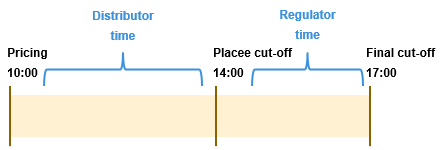 Distributor
time
Regulator
time
Pricing
10:00
Placee cut-off
14:00
Final cut-off
17:00